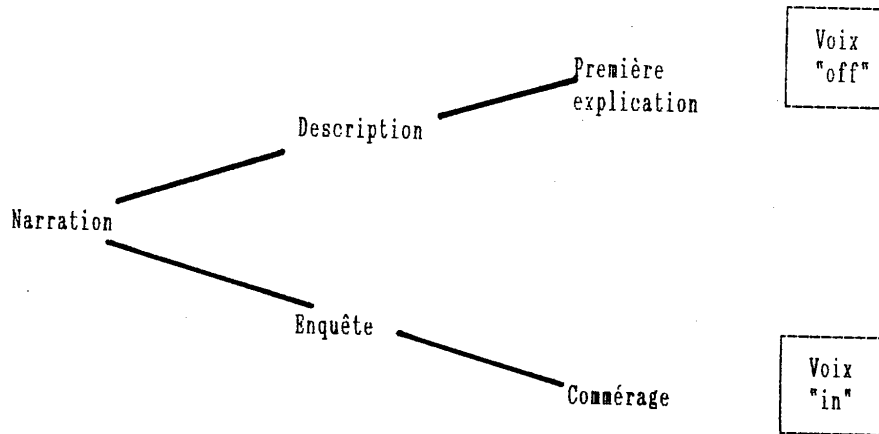 Voix
"off"
Première
explication
Description
Narration
Enquête
Commérage
Voix
"in"